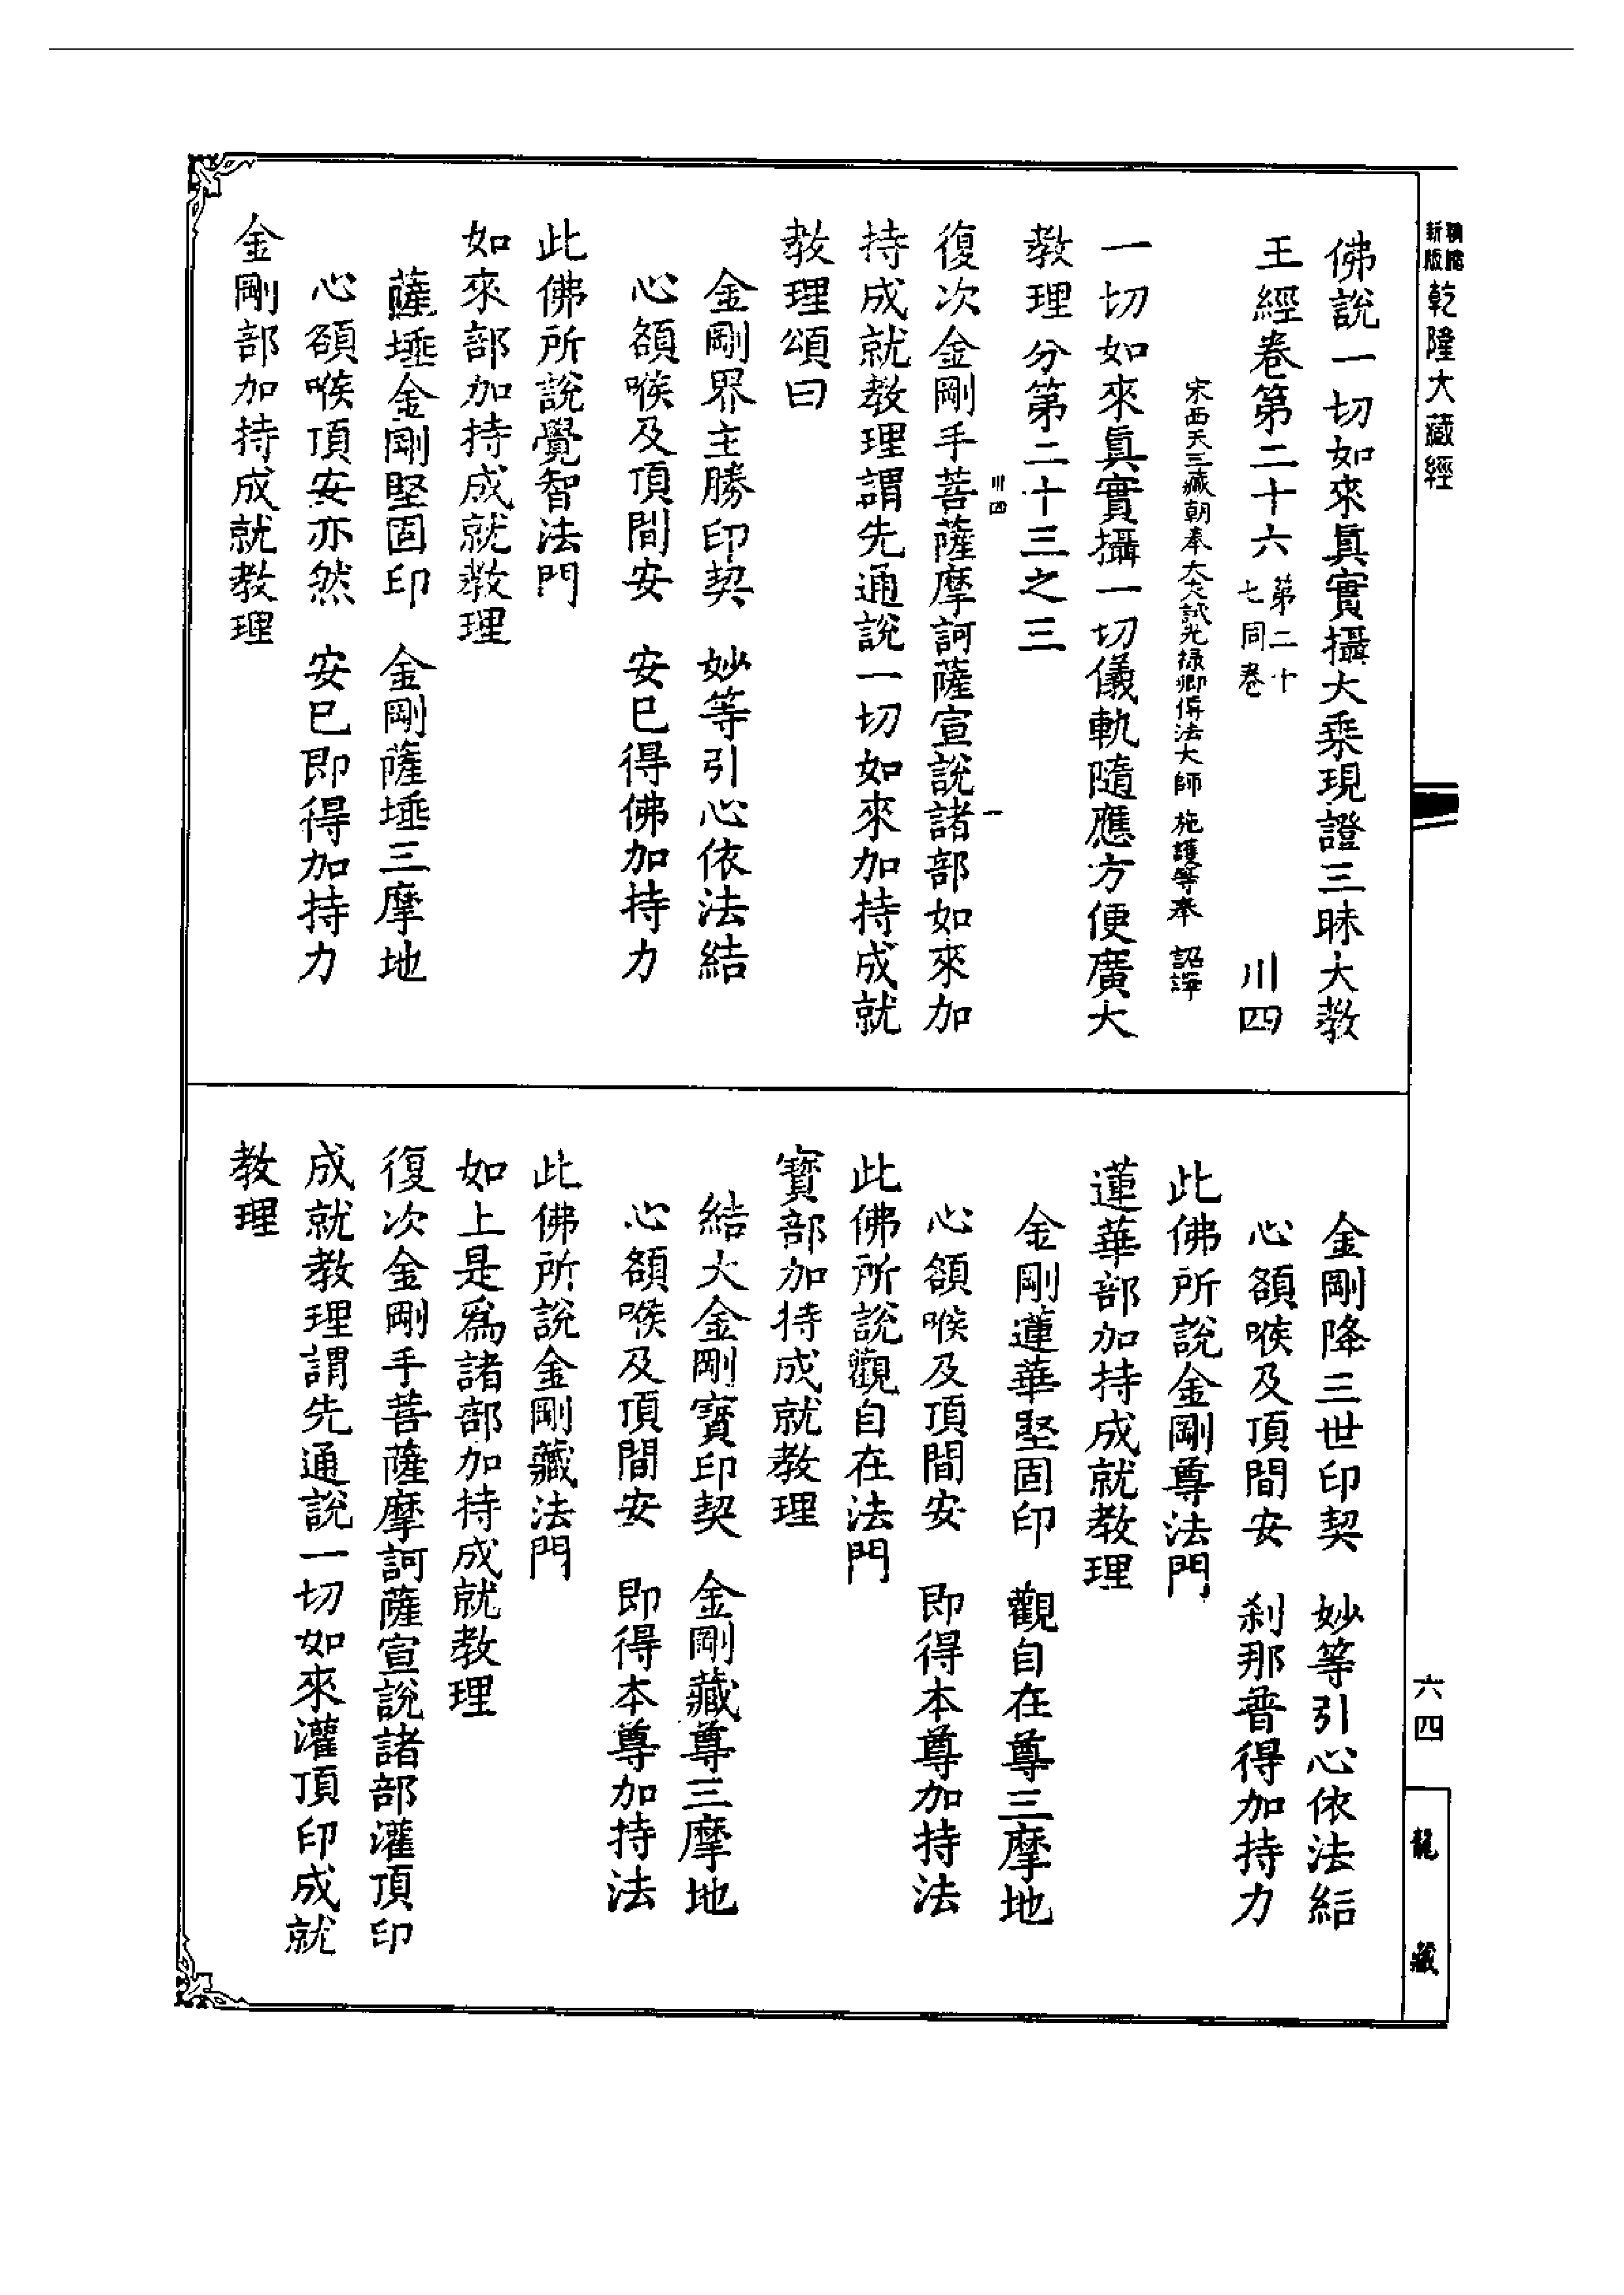 新版
乾隆大藏經
佛說一切如來眞實攝大乘現證三昧大教
王經卷第二十六 第二十七同卷 川四
宋西天三藏朝奉大夫試光祿卿傳法大師 施護等奉 詔譯
一切如來眞實攝一切儀軌隨應方便廣大
教理分第二十三之三
復次金剛手菩薩摩訶薩宣說諸部如來加
川四 一
持成就教理謂先通說一切如來加持成就
教理頌曰
金剛界主勝印契 妙等引心依法結
心額喉及頂間安 安已得佛加持力
此佛所說覺智法門
如來部加持成就教理
薩埵金剛堅固印 金剛薩埵三摩地
心額喉頂安亦然 安已即得加持力
金剛部加持成就教理
金剛降三世印契 妙等引心依法結
心額喉及頂間安 刹那普得加持力
此佛所說金剛尊法門
蓮華部加持成就教理
金剛蓮華堅固印 觀自在尊三摩地
心額喉及頂間安 即得本尊加持法
此佛所說觀自在法門
寶部加持成就教理
結大金剛寶印契 金剛藏尊三摩地
心額喉及頂間安 即得本尊加持法
此佛所說金剛藏法門
如上是爲諸部加持成就教理
復次金剛手菩薩摩訶薩宣說諸部灌頂印
成就教理謂先通說一切如來灌頂印成就
教理
六四
龍藏